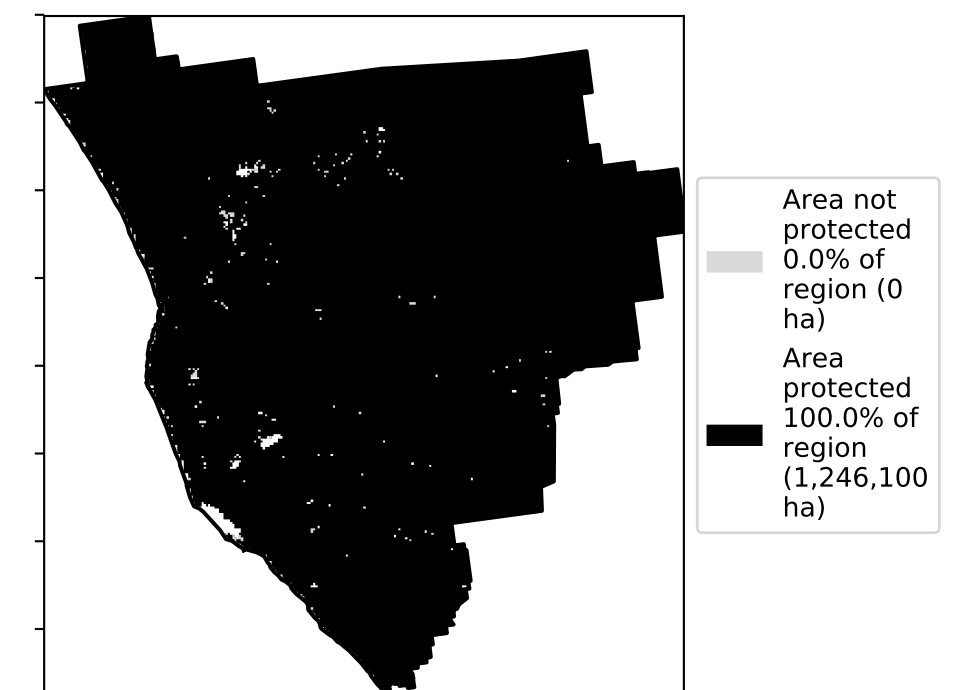 Area not
protected
0.0% of
region (0
ha)
Area
protected
100.0% of
region
(1,246,100
ha)